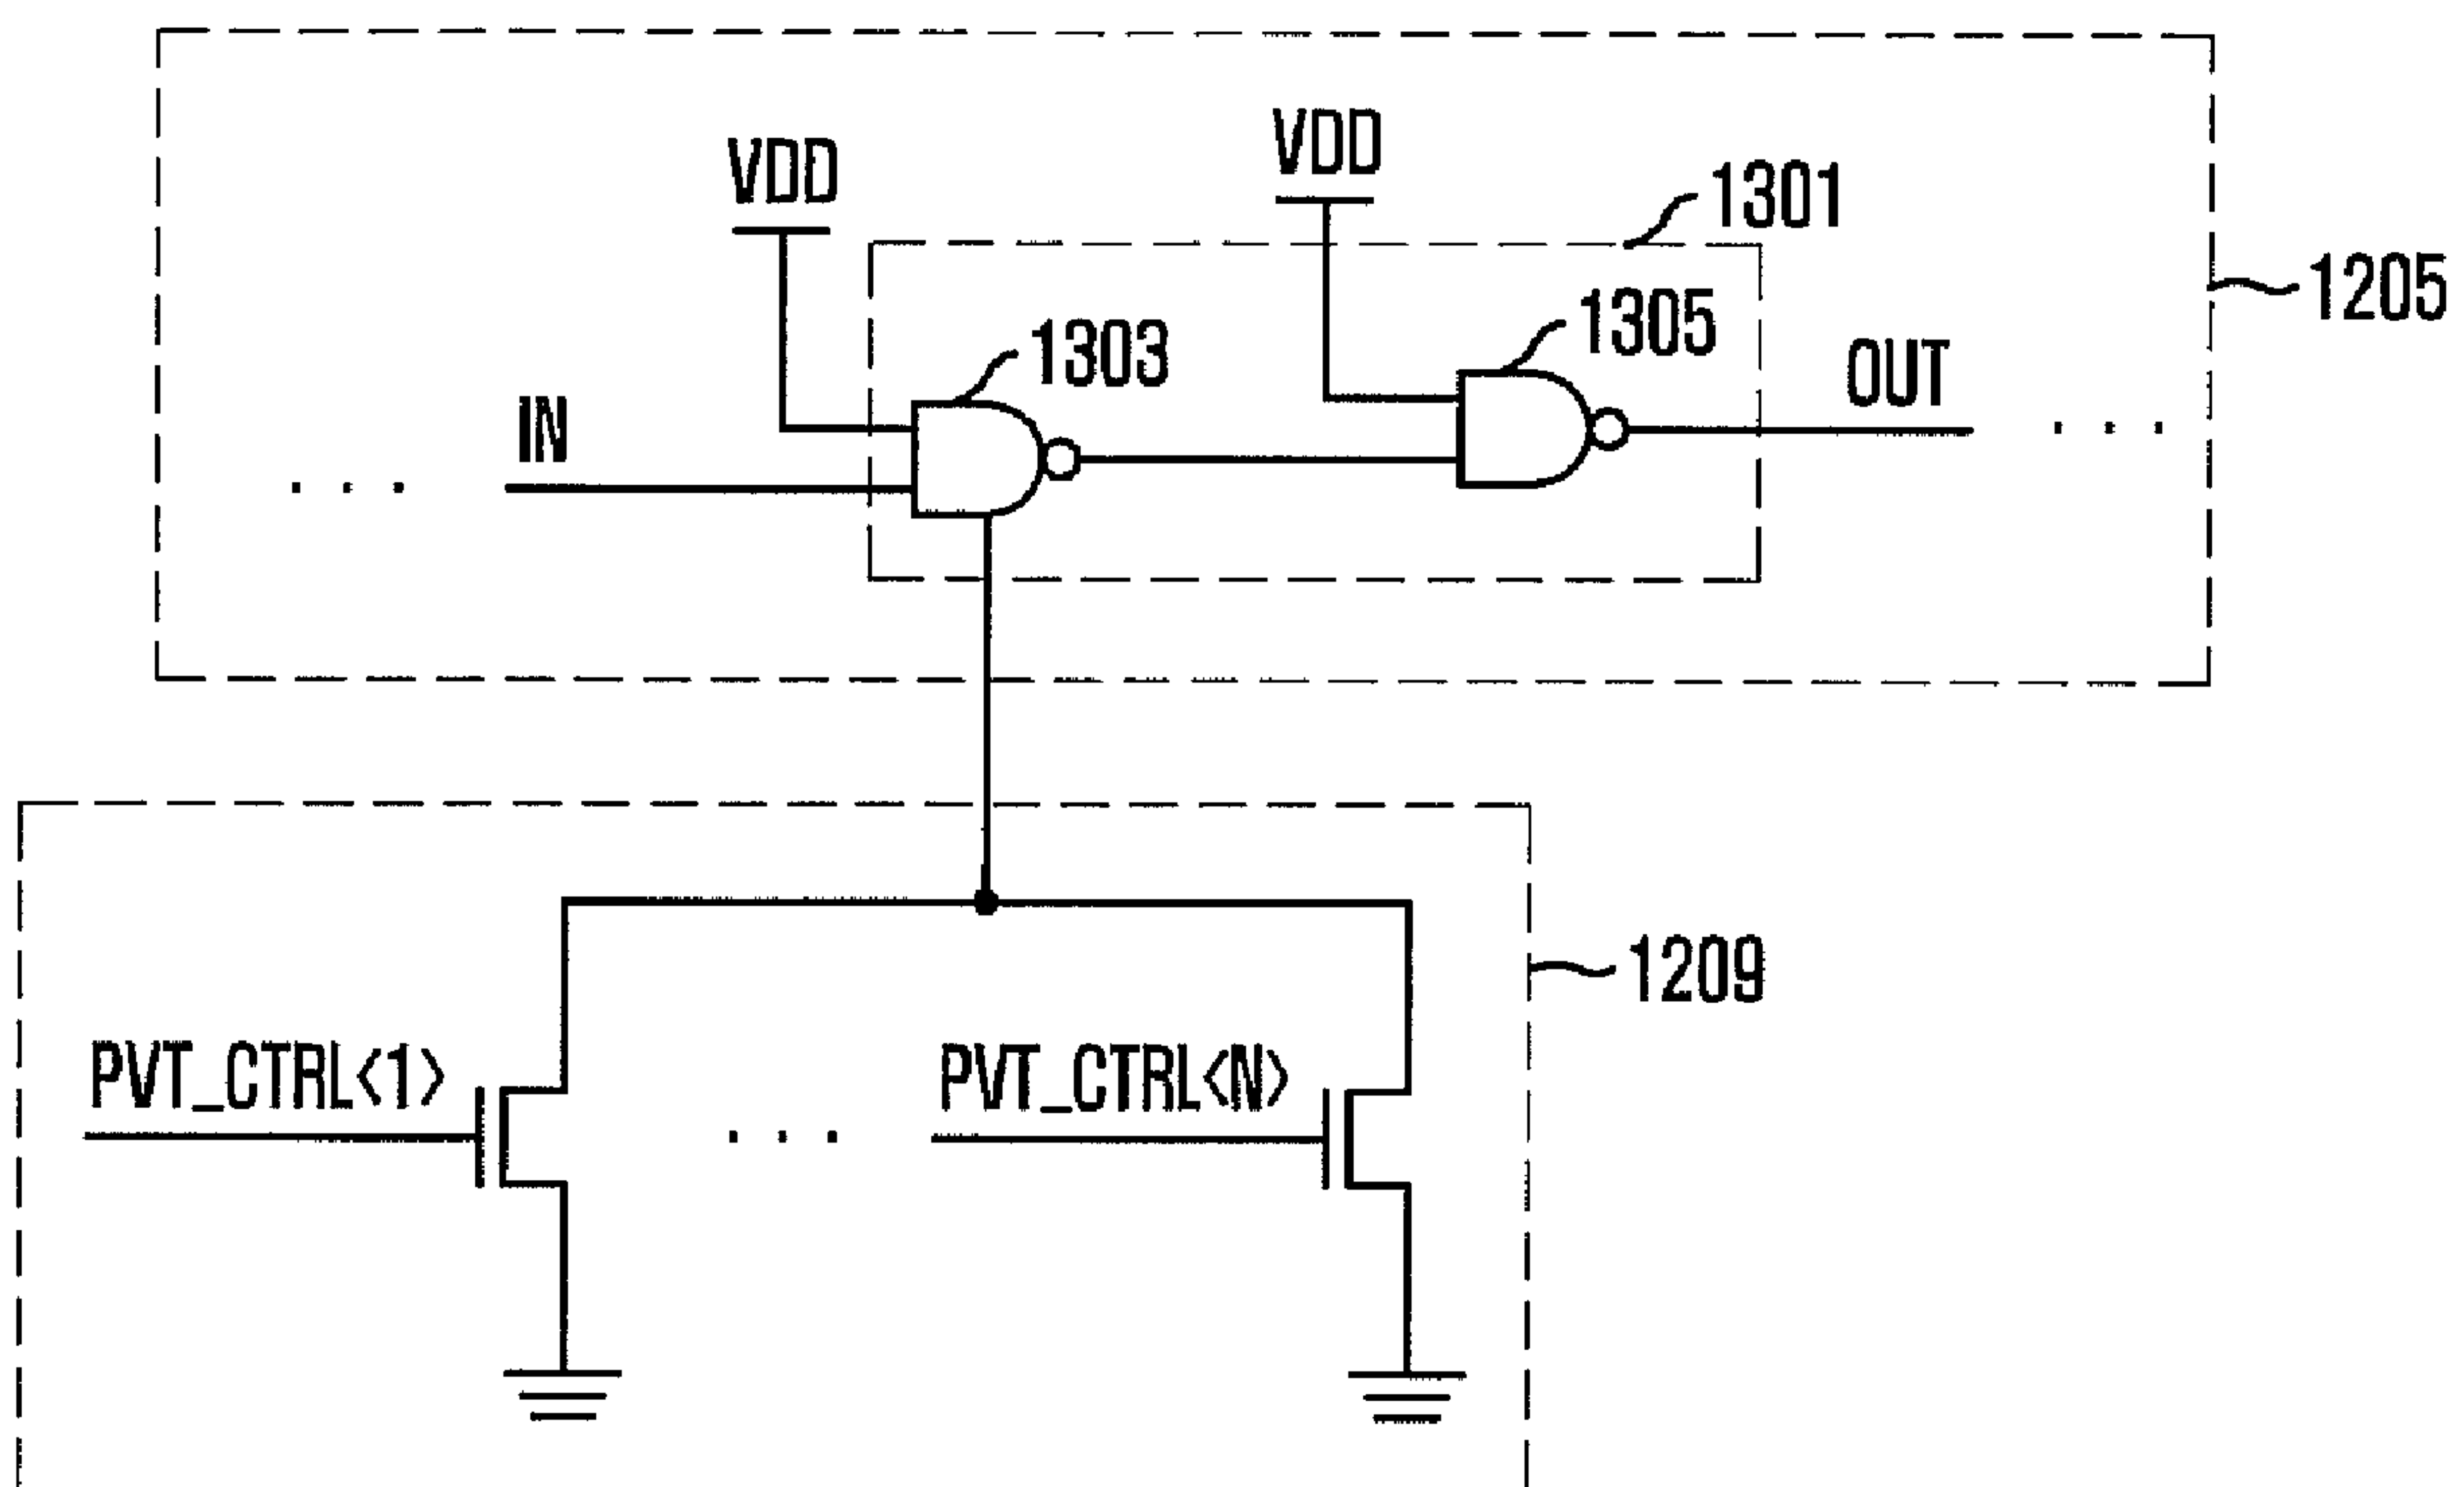 VDD
VDD
1301
1205
1303
1305
IN
OUT
1209
PVT_CTRL<1>
PVT_CTRL<N>